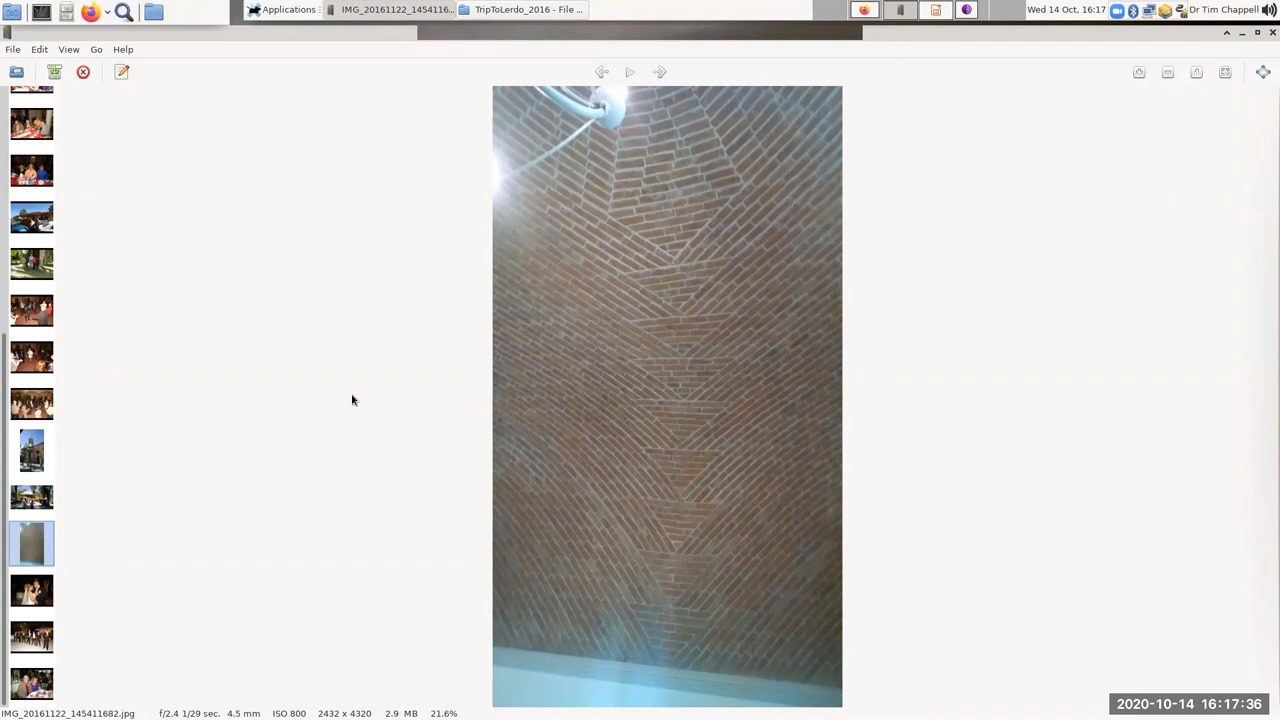 Applications
IMG_20161122_145416...
TripToLerdo_2016 - File ...
Wed 14 Oct, 16:17
Dr Tim Chappell
File Edit View Go Help
IMG_20161122_145411682.jpg f/2.4 1/29 sec. 4.5 mm ISO 800 2432 x 4320 2.9 MB 21.6%
2020-10-14 16:17:36